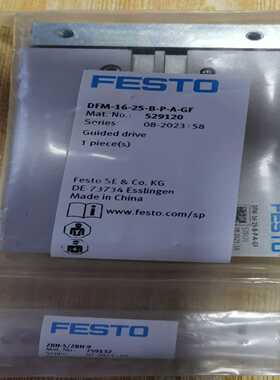 FESTO
DFM-16-25-B-P-A-GF
Mat. No.: 529120
Series 08-2023: S8
Guided drive
1 piece(s)
Festo SE & Co. KG
DE-73734 Esslingen
Made in China
www.festo.com/sp
FESTO
FESTO